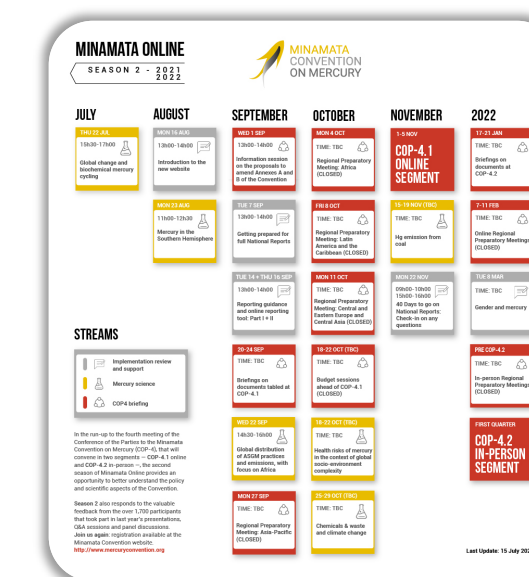 MINAMATA ONLINE
SEASON 2 - 2021
2022
MINAMATA
CONVENTION
ON MERCURY
JULY
THU 22 JUL
15h30-17h00
Global change and
biochemical mercury
cycling
AUGUST
MON 16 AUG
13h00-14h00
Introduction to the
new website
MON 23 AUG
11h00-12h30
Mercury in the
Southern Hemisphere
SEPTEMBER
WED 1 SEP
13h00-14h00
Information session
on the proposals to
amend Annexes A and
B of the Convention
TUE 7 SEP
13h00-14h00
Getting prepared for
full National Reports
TUE 14 + THU 16 SEP
13h00-14h00
Reporting guidance
and online reporting
tool: Part I + II
20-24 SEP
TIME: TBC
Briefings on
documents tabled at
COP-4.1
WED 22 SEP
14h30-16h00
Global distribution
of ASGM practices
and emissions, with
focus on Africa
MON 27 SEP
TIME: TBC
Regional Preparatory
Meeting: Asia-Pacific
(CLOSED)
OCTOBER
MON 4 OCT
TIME: TBC
Regional Preparatory
Meeting: Africa
(CLOSED)
FRI 8 OCT
TIME: TBC
Regional Preparatory
Meeting: Latin
America and the
Caribbean (CLOSED)
MON 11 OCT
TIME: TBC
Regional Preparatory
Meeting: Central and
Eastern Europe and
Central Asia (CLOSED)
18-22 OCT (TBC)
TIME: TBC
Budget sessions
ahead of COP-4.1
(CLOSED)
18-22 OCT (TBC)
TIME: TBC
Health risks of mercury
in the context of global
socio-environment
complexity
25-29 OCT (TBC)
TIME: TBC
Chemicals & waste
and climate change
NOVEMBER
1-5 NOV
COP-4.1
ONLINE
SEGMENT
15-19 NOV (TBC)
TIME: TBC
Hg emission from
coal
MON 22 NOV
09h00-10h00
15h00-16h00
40 Days to go on
National Reports:
Check-in on any
questions
2022
17-21 JAN
TIME: TBC
Briefings on
documents at
COP-4.2
7-11 FEB
TIME: TBC
Online Regional
Preparatory Meetings
(CLOSED)
TUE 8 MAR
TIME: TBC
Gender and mercury
PRE COP-4.2
TIME: TBC
In-person Regional
Preparatory Meetings
(CLOSED)
FIRST QUARTER
COP-4.2
IN-PERSON
SEGMENT
STREAMS
Implementation review
and support
Mercury science
COP4 briefing
In the run-up to the fourth meeting of the
Conference of the Parties to the Minamata
Convention on Mercury (COP-4), that will
convene in two segments — COP-4.1 online
and COP-4.2 in-person —, the second
season of Minamata Online provides an
opportunity to better understand the policy
and scientific aspects of the Convention.
Season 2 also responds to the valuable
feedback from the over 1,700 participants
that took part in last year's presentations,
Q&A sessions and panel discussions.
Join us again: registration available at the
Minamata Convention website.
http://www.mercuryconvention.org
Last Update: 15 July 202